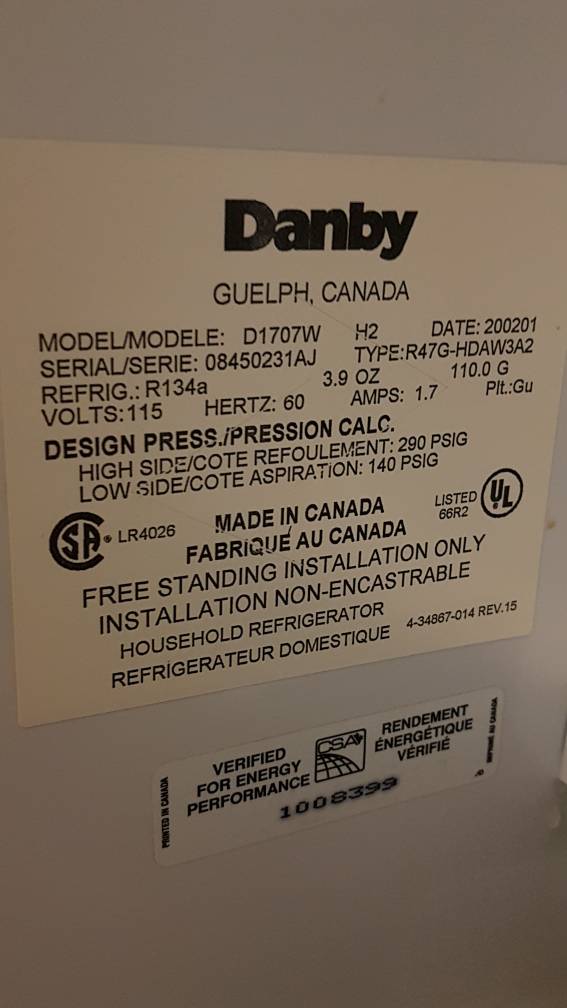 Danby
GUELPH, CANADA
MODEL/MODELE: D1707W H2 DATE: 200201
SERIAL/SERIE: 08450231AJ TYPE:R47G-HDAW3A2
REFRIG.: R134a 3.9 OZ 110.0 G
VOLTS:115 HERTZ: 60 AMPS: 1.7 Plt.:Gu
DESIGN PRESS./PRESSION CALC.
HIGH SIDE/COTE REFOULEMENT: 290 PSIG
LOW SIDE/COTE ASPIRATION: 140 PSIG
SA LR4026 MADE IN CANADA LISTED UL
FABRIQUÉ AU CANADA 66R2
FREE STANDING INSTALLATION ONLY
INSTALLATION NON-ENCASTRABLE
HOUSEHOLD REFRIGERATOR
REFRIGERATEUR DOMESTIQUE 4-34867-014 REV.15
PRINTED IN CANADA
VERIFIED
FOR ENERGY
PERFORMANCE
CSA
RENDEMENT
ÉNERGÉTIQUE
VÉRIFIÉ
IMPRIMÉ AU CANADA
1008399